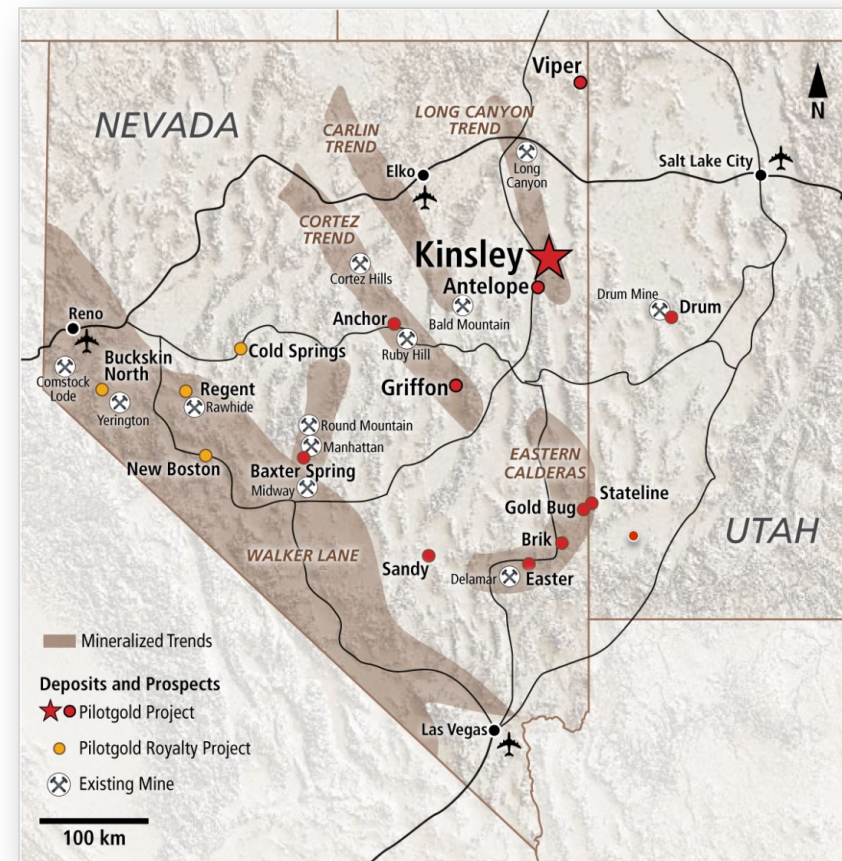 Viper
NEVADA
CARLIN
TREND
LONG CANYON
TREND
N
Elko
Long
Canyon
Salt Lake City
CORTEZ
TREND
Kinsley
Cortez Hills
Antelope
Drum Mine
Drum
Bald Mountain
Reno
Anchor
Ruby Hill
Cold Springs
Buckskin
North
Comstock
Lode
Yerington
Regent
Rawhide
Griffon
Round Mountain
Manhattan
New Boston
Baxter Spring
Midway
EASTERN
CALDERAS
Stateline
Gold Bug
UTAH
Brik
WALKER LANE
Sandy
Delamar
Easter
Mineralized Trends
Deposits and Prospects
Pilotgold Project
Pilotgold Royalty Project
Existing Mine
Las Vegas
100 km